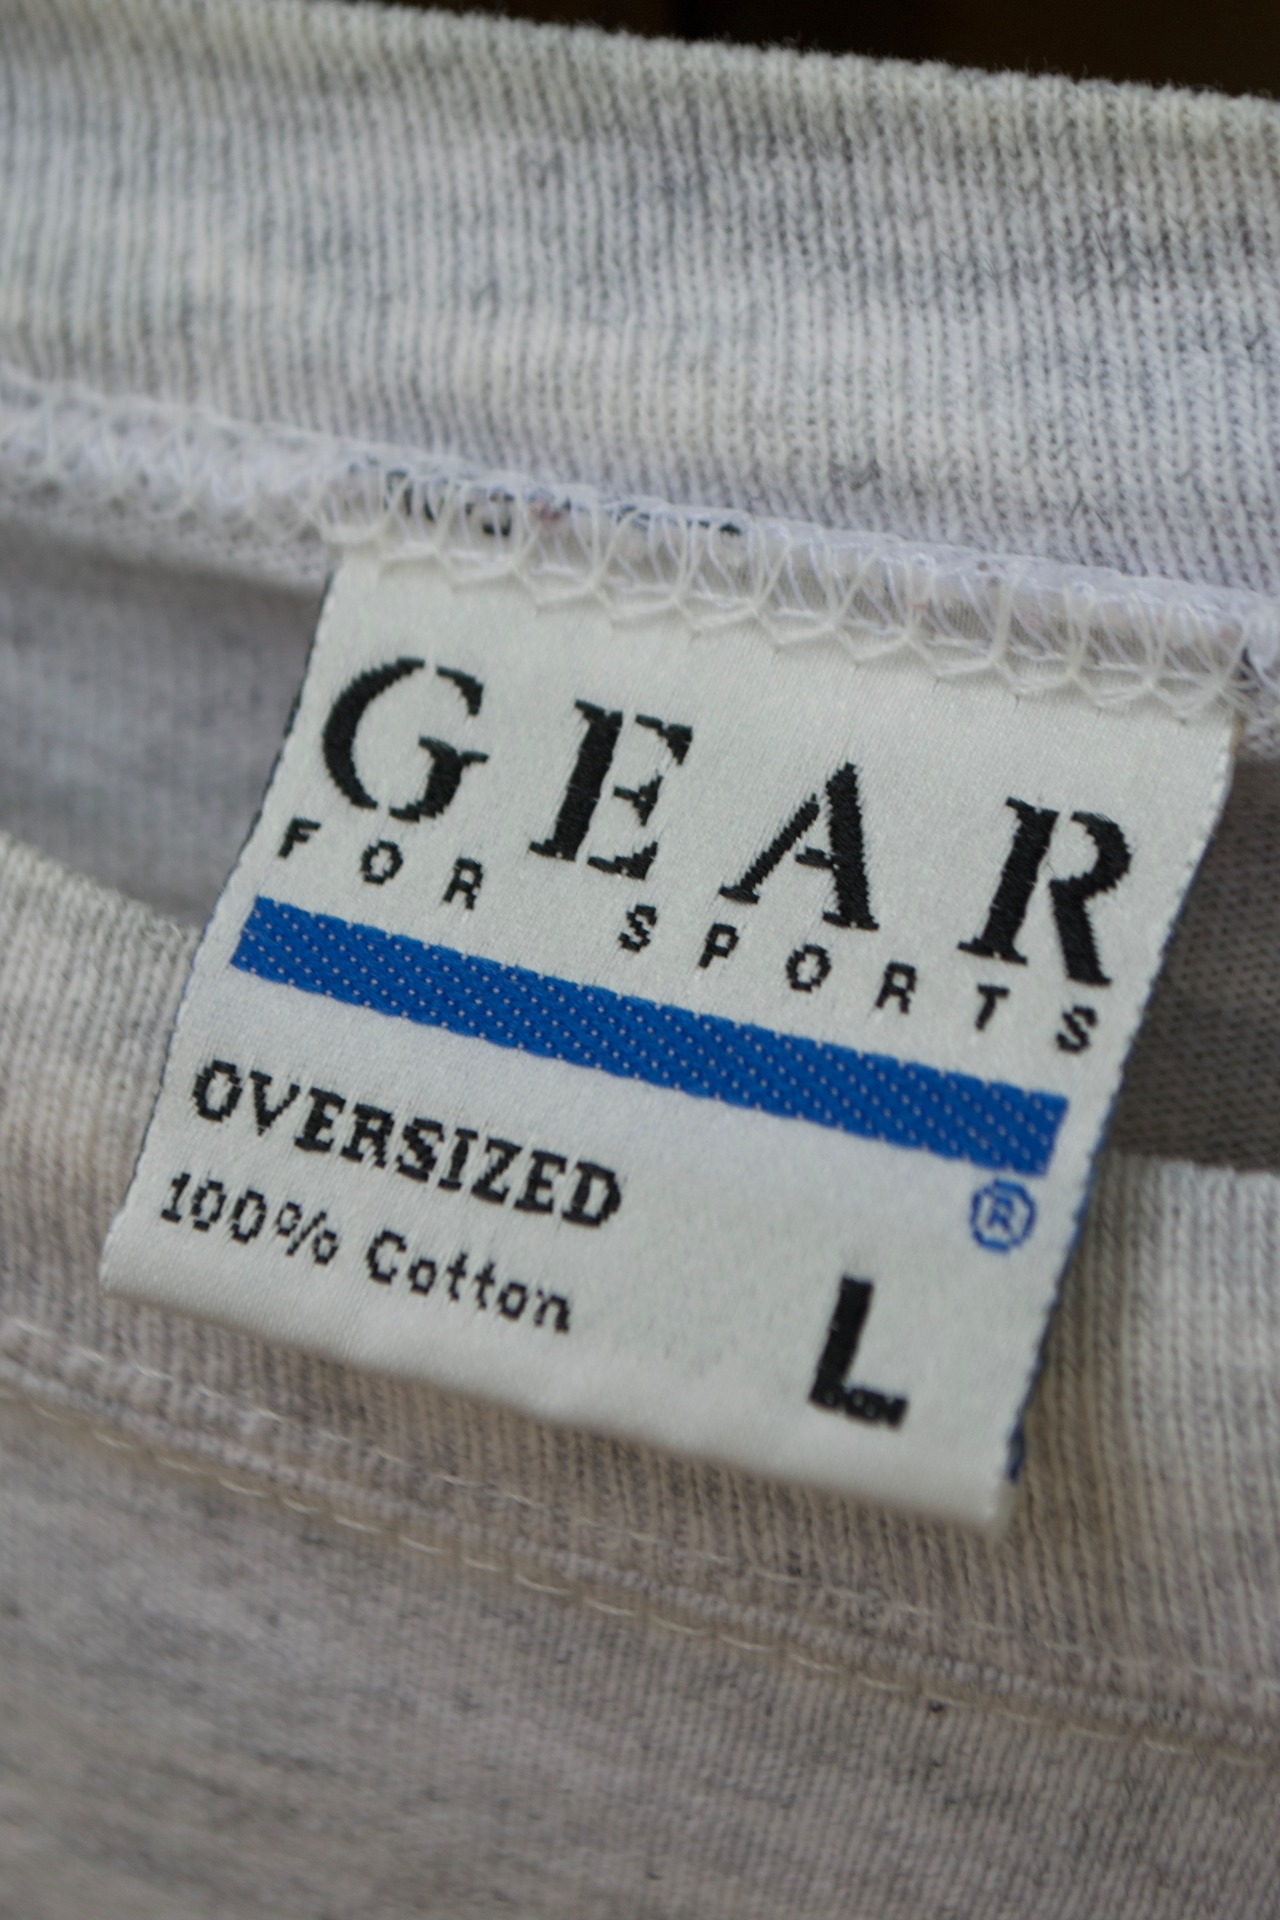 GEAR
FOR SPORTS
®
OVERSIZED
100% Cotton
L